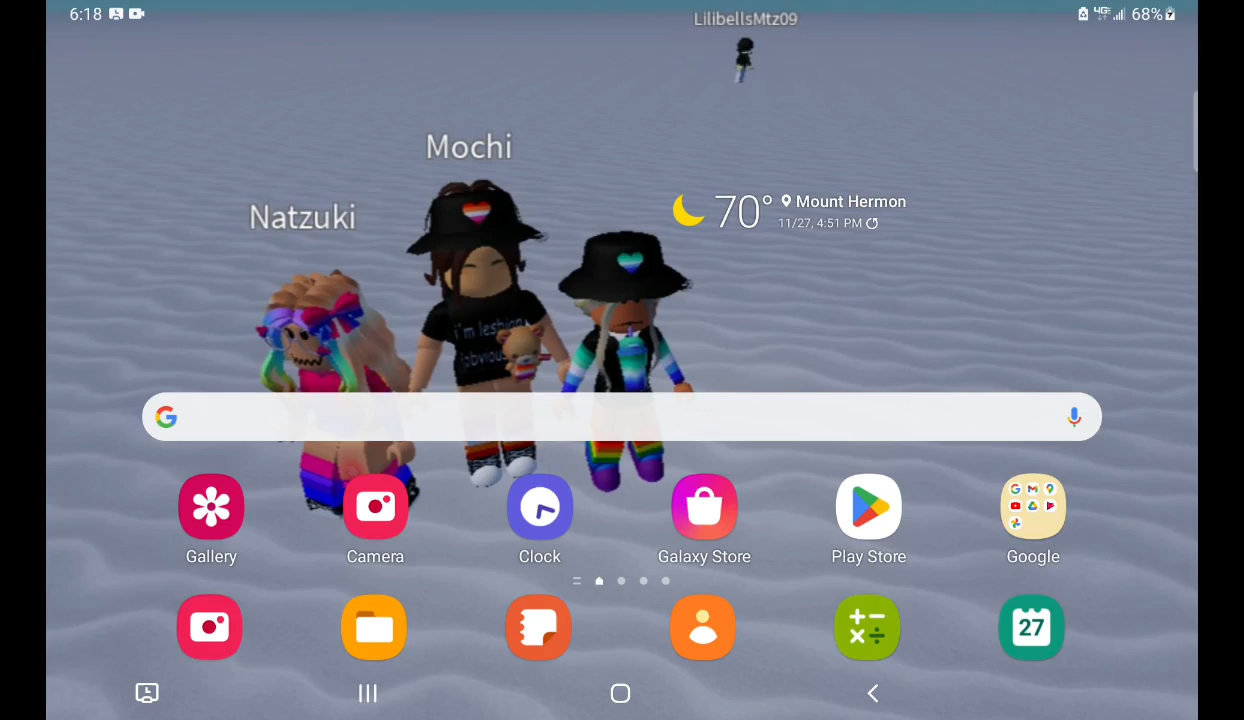 6:18
4GE
68%
LilibellsMtz09
Mochi
Natzuki
70°
Mount Hermon
11/27, 4:51 PM
i'm lesbian
Gallery
Camera
Clock
Galaxy Store
Play Store
Google
27